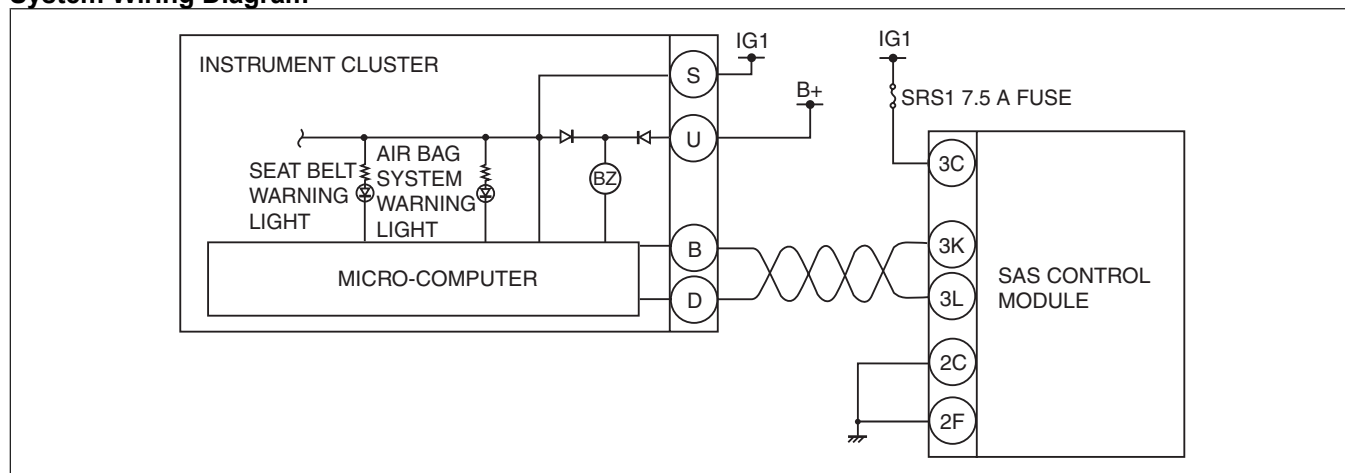 System Wiring Diagram
INSTRUMENT CLUSTER
S
IG1
U
B+
SEAT BELT
WARNING
LIGHT
AIR BAG
SYSTEM
WARNING
LIGHT
BZ
MICRO-COMPUTER
B
D
IG1
SRS1 7.5 A FUSE
3C
3K
3L
2C
2F
SAS CONTROL
MODULE